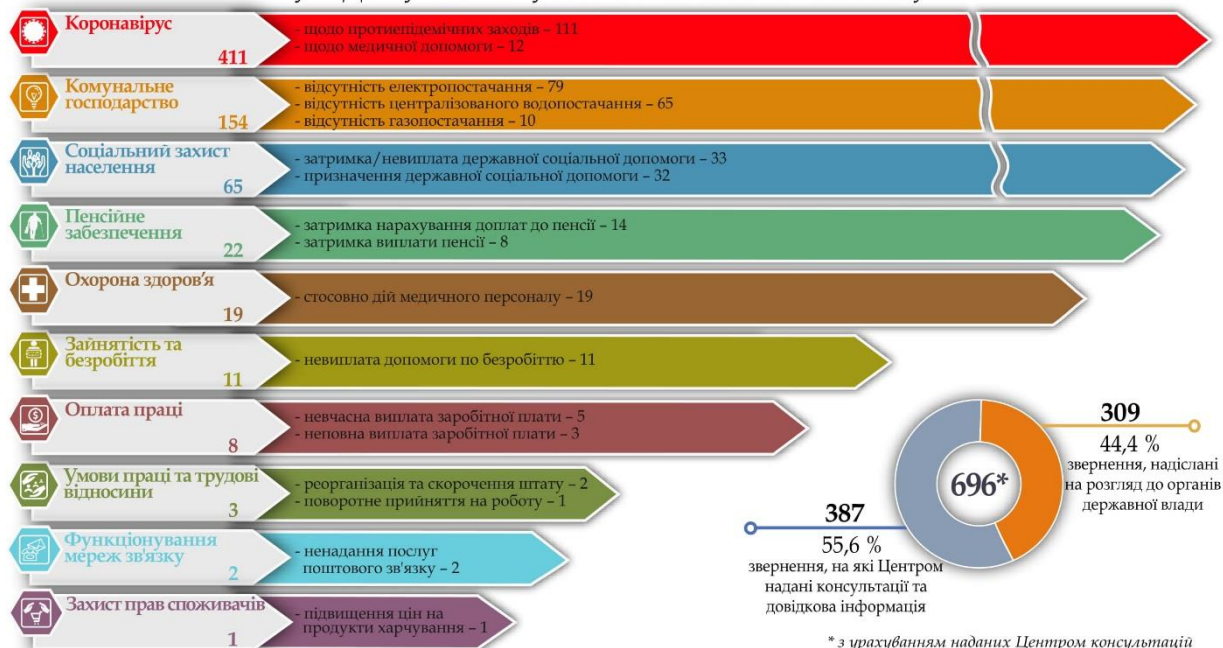 Коронавірус
411
- щодо протиепідемічних заходів – 111
- щодо медичної допомоги – 12
Комунальне
господарство
154
- відсутність електропостачання – 79
- відсутність централізованого водопостачання – 65
- відсутність газопостачання – 10
Соціальний захист
населення
65
- затримка/невиплата державної соціальної допомоги – 33
- призначення державної соціальної допомоги – 32
Пенсійне
забезпечення
22
- затримка нарахування доплат до пенсії – 14
- затримка виплати пенсії – 8
Охорона здоров'я
19
- стосовно дій медичного персоналу – 19
Зайнятість та
безробіття
11
- невиплата допомоги по безробіттю – 11
Оплата праці
8
- невчасна виплата заробітної плати – 5
- неповна виплата заробітної плати – 3
Умови праці та трудові
відносини
3
- реорганізація та скорочення штату – 2
- поворотне прийняття на роботу – 1
Функціонування
мереж зв'язку
2
- ненадання послуг
поштового зв'язку – 2
Захист прав споживачів
1
- підвищення цін на
продукти харчування – 1
696*
309
44,4 %
звернення, надіслані
на розгляд до органів
державної влади
387
55,6 %
звернення, на які Центром
надані консультації та
довідкова інформація
* з урахуванням наданих Центром консультацій